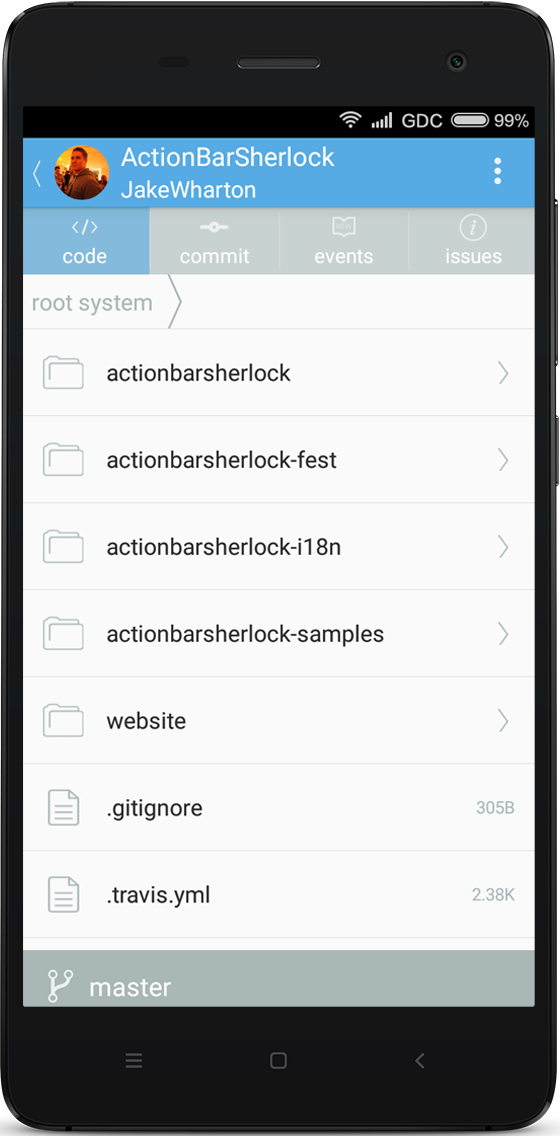 GDC 99%
ActionBarSherlock
JakeWharton
code commit events issues
root system
actionbarsherlock
actionbarsherlock-fest
actionbarsherlock-i18n
actionbarsherlock-samples
website
.gitignore 305B
.travis.yml 2.38K
master